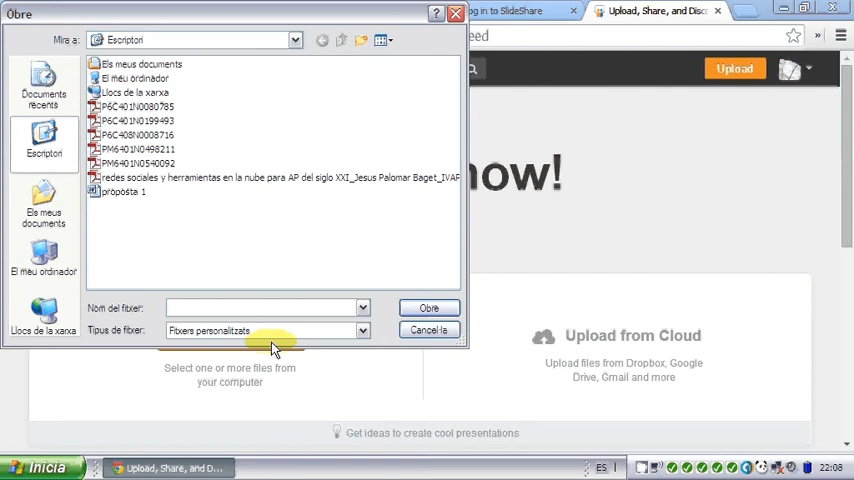 Obre
Mira a:
Escriptori
Documents
recents
Escriptori
Els meus
documents
El meu ordinador
Llocs de la xarxa
Els meus documents
El meu ordinador
Llocs de la xarxa
P6C401N0080785
P6C401N0199493
P6C408N0008716
PM6401N0498211
PM6401N0540092
redes sociales y herramientas en la nube para AP del siglo XXI_Jesus Palomar Baget_IVAP
proposta 1
Nom del fitxer:
Obre
Tipus de fitxer:
Fitxers personalitzats
Cancel·la
og in to SlideShare
Upload, Share, and Disco
eed
Upload
now!
Select one or more files from
your computer
Upload from Cloud
Upload files from Dropbox, Google
Drive, Gmail and more
Get ideas to create cool presentations
Inicia
Upload, Share, and D...
ES
22:08